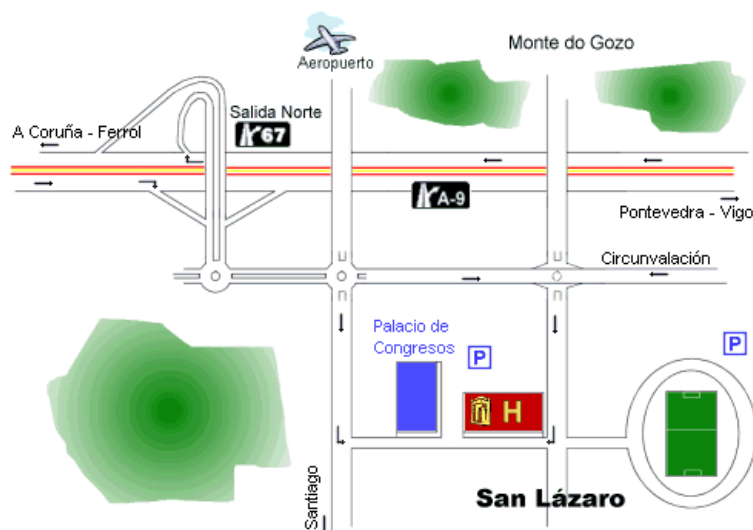 Monte do Gozo
Aeropuerto
Salida Norte
67
A Coruña - Ferrol
A-9
Pontevedra - Vigo
Circunvalación
Palacio de
Congresos
P
P
H
San Lázaro
Santiago